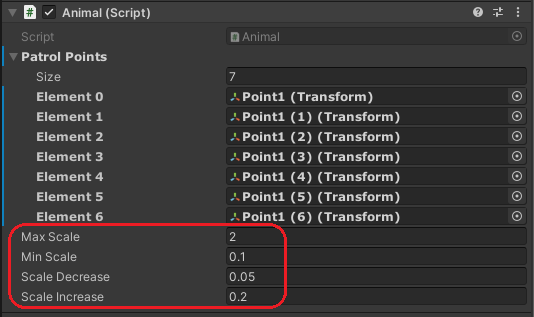 Animal (Script)
Script Animal
Patrol Points
Size 7
Element 0 Point1 (Transform)
Element 1 Point1 (1) (Transform)
Element 2 Point1 (2) (Transform)
Element 3 Point1 (3) (Transform)
Element 4 Point1 (4) (Transform)
Element 5 Point1 (5) (Transform)
Element 6 Point1 (6) (Transform)
Max Scale 2
Min Scale 0.1
Scale Decrease 0.05
Scale Increase 0.2